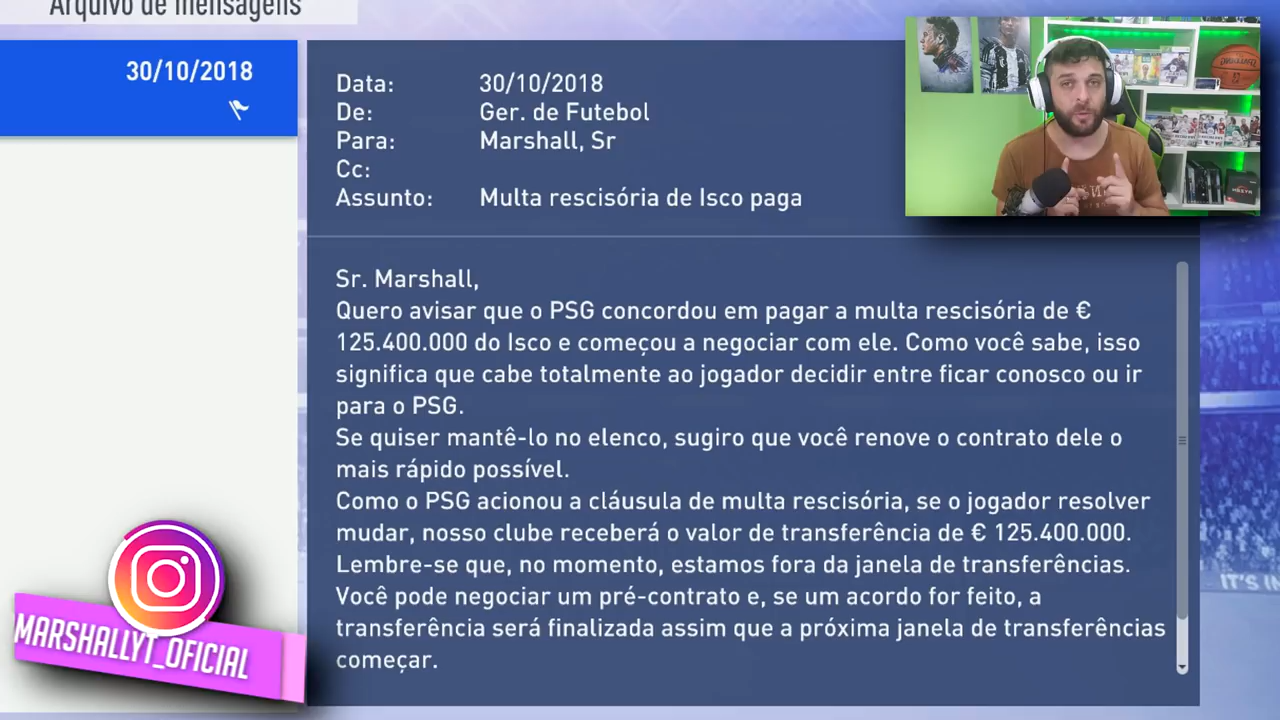 Arquivo de mensagens
30/10/2018
Data: 30/10/2018
De: Ger. de Futebol
Para: Marshall, Sr
Cc:
Assunto: Multa rescisória de Isco paga
Sr. Marshall,
Quero avisar que o PSG concordou em pagar a multa rescisória de €
125.400.000 do Isco e começou a negociar com ele. Como você sabe, isso
significa que cabe totalmente ao jogador decidir entre ficar conosco ou ir
para o PSG.
Se quiser mantê-lo no elenco, sugiro que você renove o contrato dele o
mais rápido possível.
Como o PSG acionou a cláusula de multa rescisória, se o jogador resolver
mudar, nosso clube receberá o valor de transferência de € 125.400.000.
Lembre-se que, no momento, estamos fora da janela de transferências.
Você pode negociar um pré-contrato e, se um acordo for feito, a
transferência será finalizada assim que a próxima janela de transferências
começar.
MARSHALLYT_OFICIAL
IT'S IN